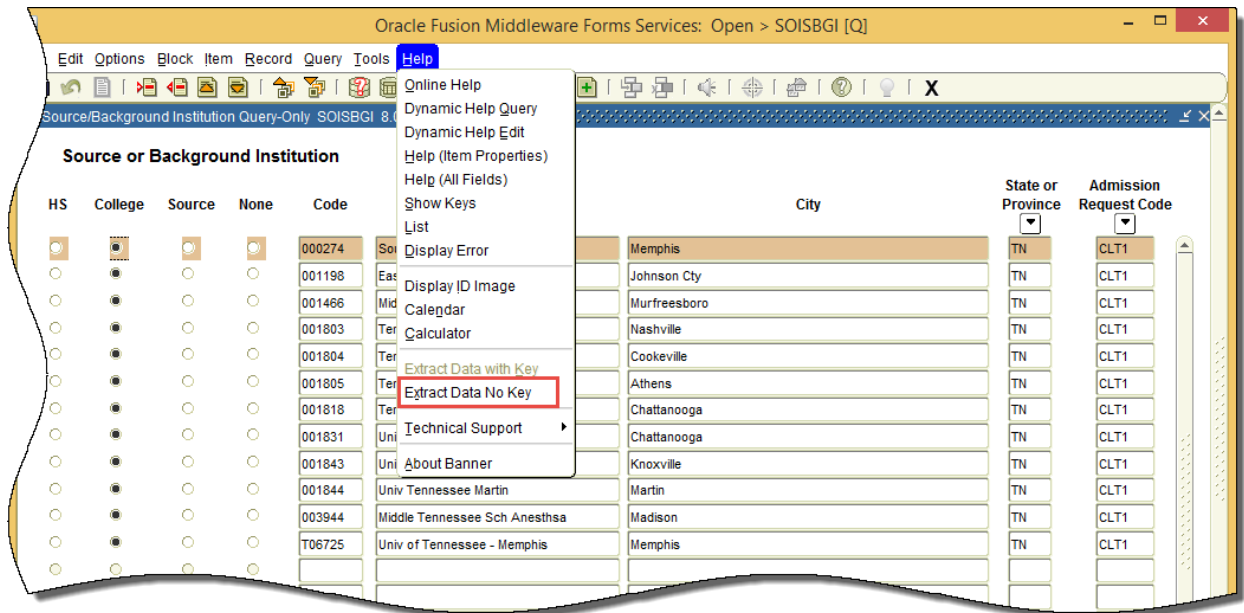 Oracle Fusion Middleware Forms Services: Open > SOISBGI [Q]
Edit Options Block Item Record Query Tools Help
Source/Background Institution Query-Only SOISBGI 8.
Online Help
Dynamic Help Query
Dynamic Help Edit
Help (Item Properties)
Help (All Fields)
Show Keys
List
Display Error
Display ID Image
Calendar
Calculator
Extract Data with Key
Extract Data No Key
Technical Support
About Banner
Source or Background Institution
HS College Source None Code City State or Province Admission Request Code
000274 Memphis TN CLT1
001198 Johnson Cty TN CLT1
001466 Murfreesboro TN CLT1
001803 Nashville TN CLT1
001804 Cookeville TN CLT1
001805 Athens TN CLT1
001818 Chattanooga TN CLT1
001831 Chattanooga TN CLT1
001843 Knoxville TN CLT1
001844 Univ Tennessee Martin Martin TN CLT1
003944 Middle Tennessee Sch Anesthsa Madison TN CLT1
T06725 Univ of Tennessee - Memphis Memphis TN CLT1